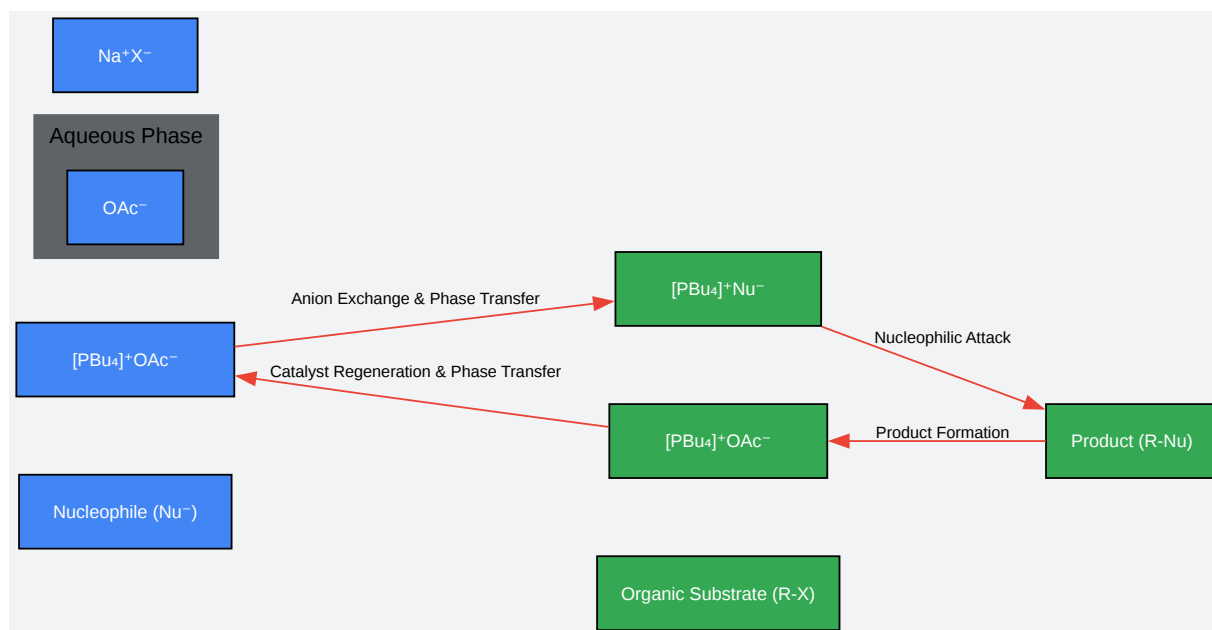 Na⁺X⁻
Aqueous Phase
OAc⁻
[PBu₄]⁺Nu⁻
Anion Exchange & Phase Transfer
Nucleophilic Attack
[PBu₄]⁺OAc⁻
Catalyst Regeneration & Phase Transfer
[PBu₄]⁺OAc⁻
Product Formation
Product (R-Nu)
Nucleophile (Nu⁻)
Organic Substrate (R-X)